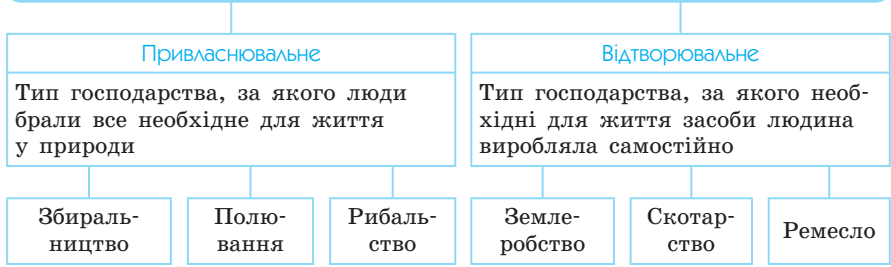 Привласнювальне
Тип господарства, за якого люди
брали все необхідне для життя
у природи
Відтворювальне
Тип господарства, за якого необ-
хідні для життя засоби людина
виробляла самостійно
Збираль-
ництво
Полю-
вання
Рибаль-
ство
Земле-
робство
Скотар-
ство
Ремесло